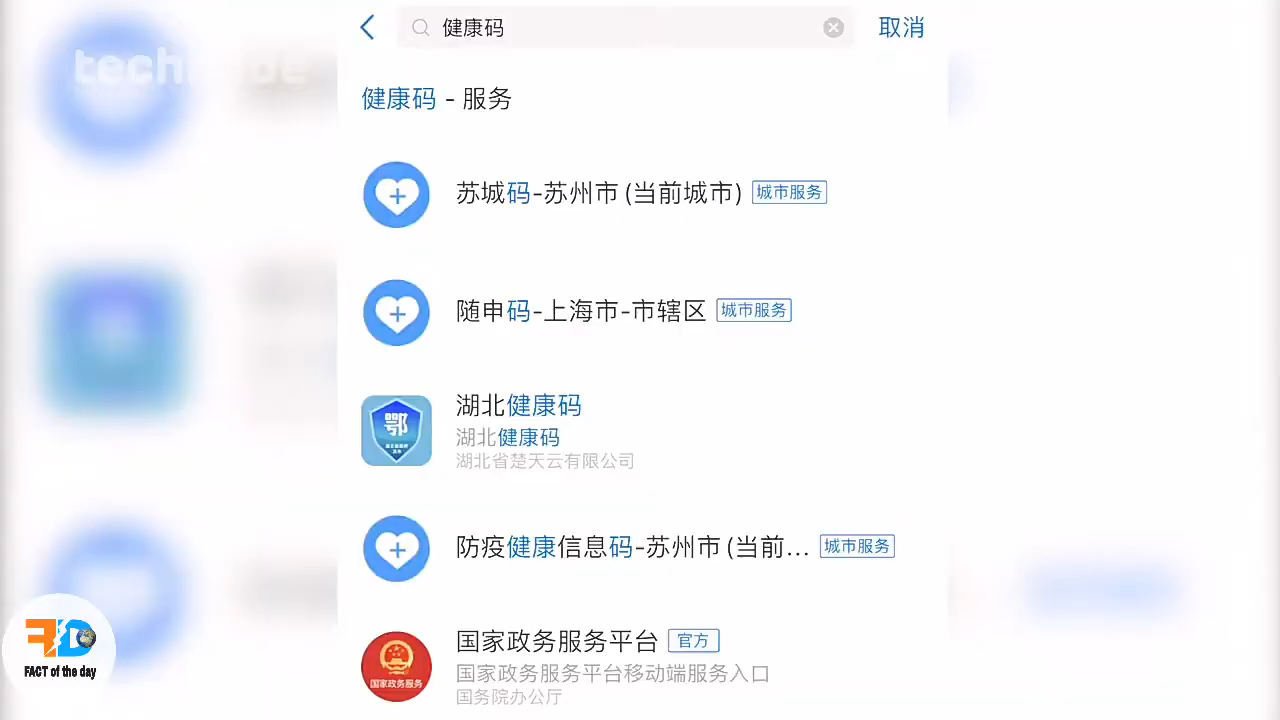 健康码
取消
健康码 - 服务
苏城码-苏州市 (当前城市) 城市服务
随申码-上海市-市辖区 城市服务
鄂
湖北健康码
湖北健康码
湖北省楚天云有限公司
防疫健康信息码-苏州市 (当前... 城市服务
国家政务服务平台 官方
国家政务服务平台移动端服务入口
国务院办公厅
国家政务服务
FD
FACT of the day